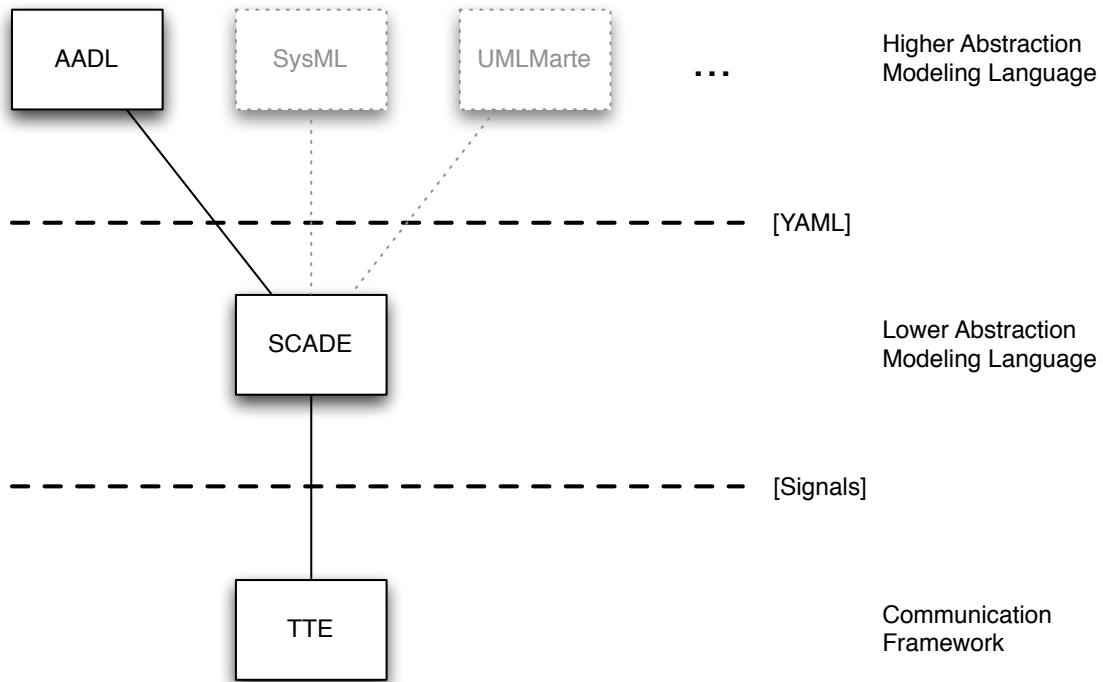 AADL
SysML
UMLMarte
...
Higher Abstraction
Modeling Language
[YAML]
SCADE
Lower Abstraction
Modeling Language
[Signals]
TTE
Communication
Framework